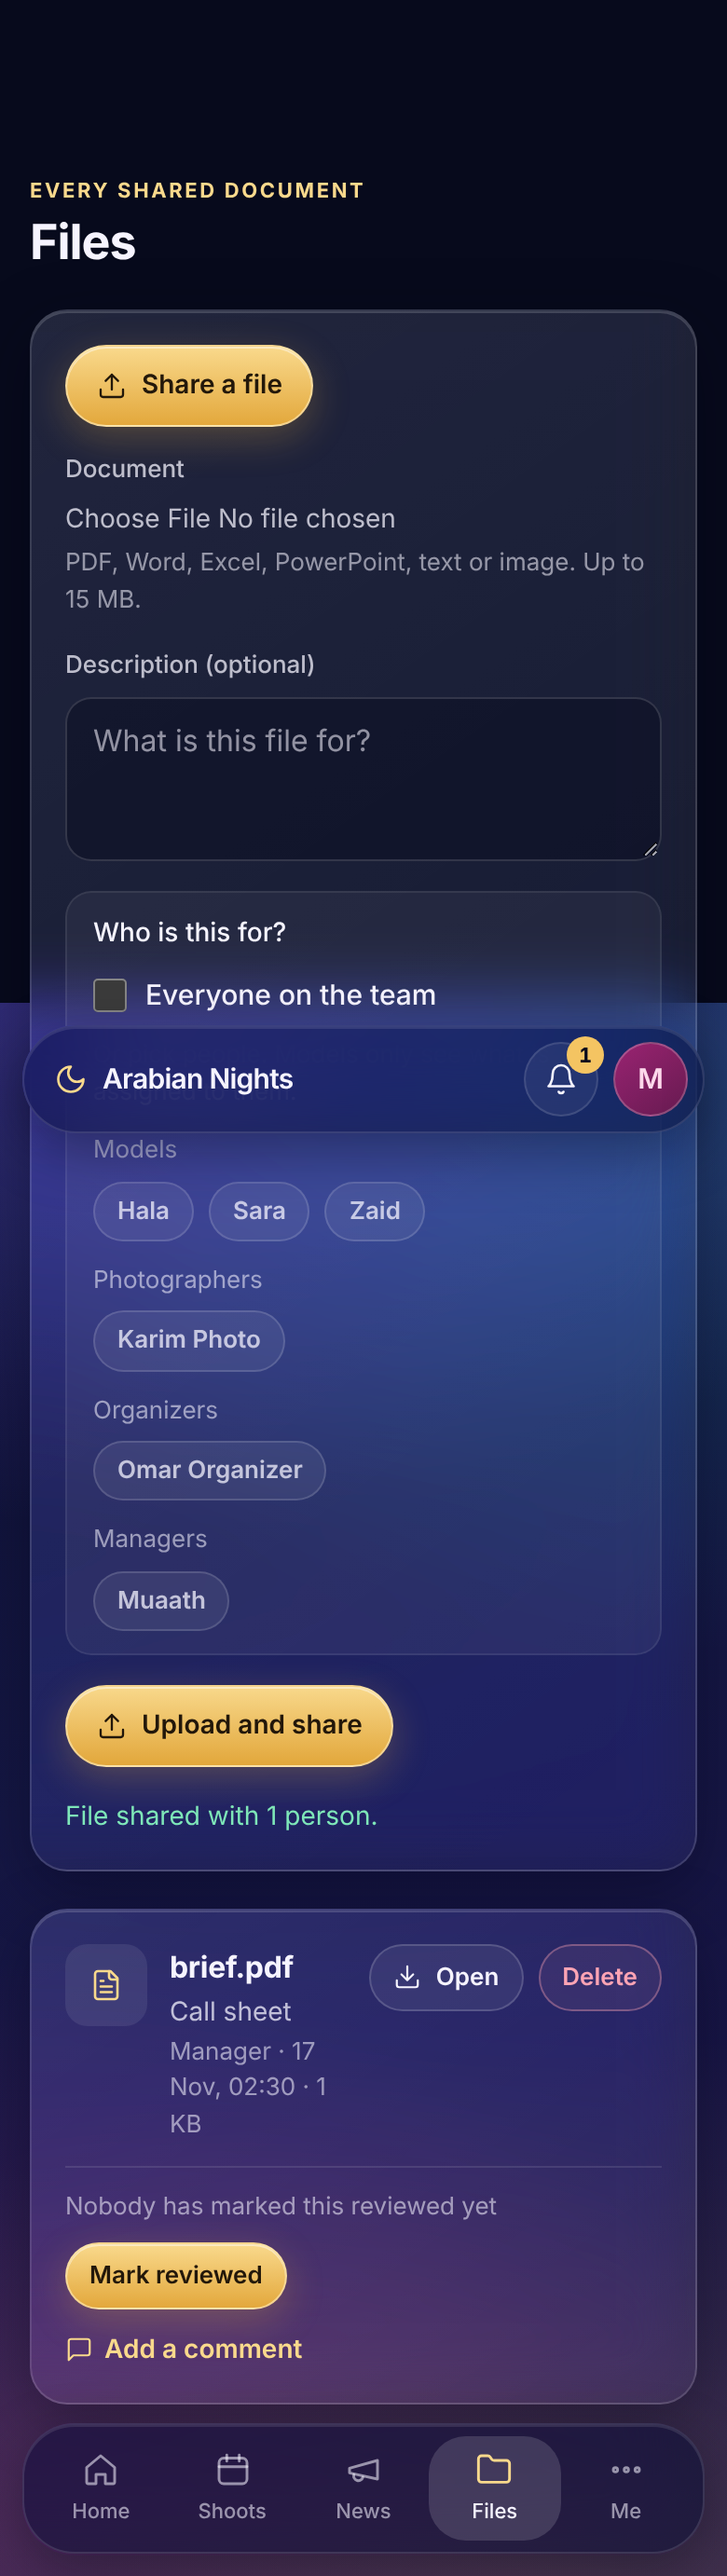 EVERY SHARED DOCUMENT
Files
Share a file
Document
Choose File No file chosen
PDF, Word, Excel, PowerPoint, text or image. Up to
15 MB.
Description (optional)
What is this file for?
Who is this for?
Everyone on the team
Arabian Nights
1
M
assigned to them.
Models
Hala Sara Zaid
Photographers
Karim Photo
Organizers
Omar Organizer
Managers
Muaath
Upload and share
File shared with 1 person.
brief.pdf
Open Delete
Call sheet
Manager · 17
Nov, 02:30 · 1
KB
Nobody has marked this reviewed yet
Mark reviewed
Add a comment
Home Shoots News Files Me